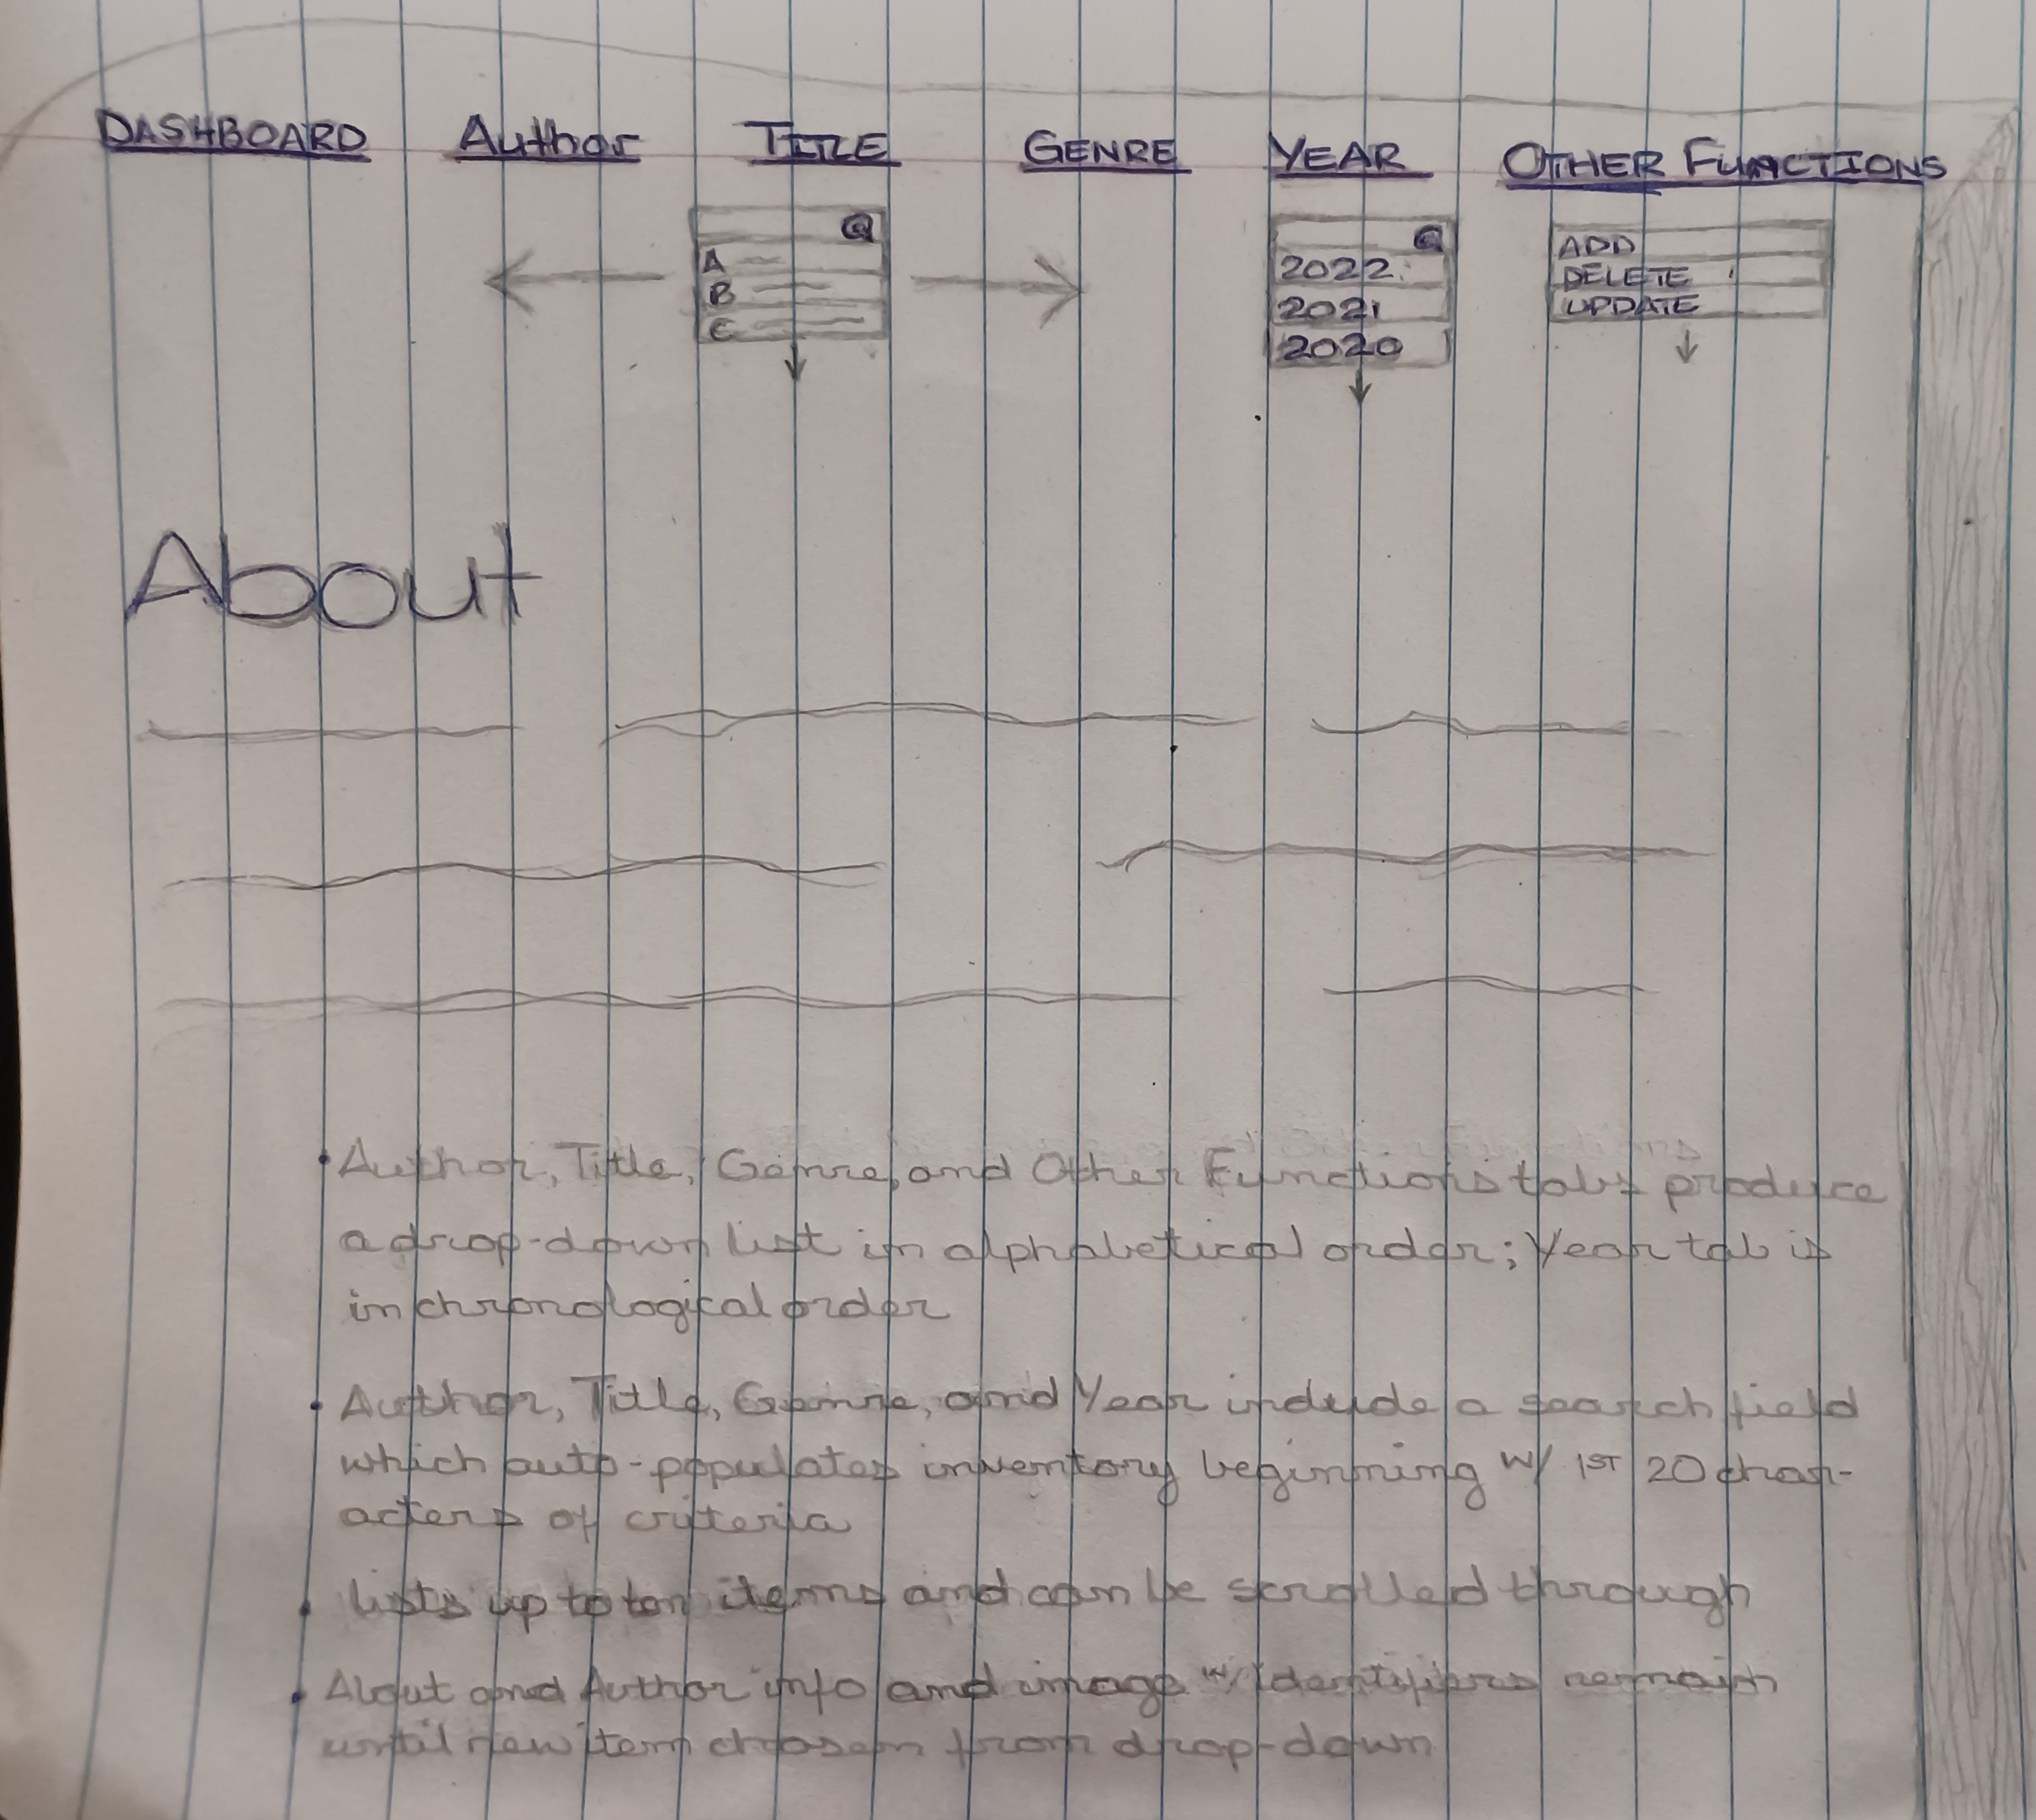 DASHBOARD Author TITLE GENRE YEAR OTHER FUNCTIONS
A
B
C
2022
2021
2020
ADD
DELETE
UPDATE
About
• Author, Title, Genre, and Other Functions tabs produce
a drop-down list in alphabetical order; Year tab is
in chronological order
• Author, Title, Genre, and Year include a search field
which auto-populates inventory beginning w/ 1ST 20 char-
acters of criteria
• Lists up to ten items and can be scrolled through
• About and Author info and image w/ Identifiers remain
until new item chosen from drop-down